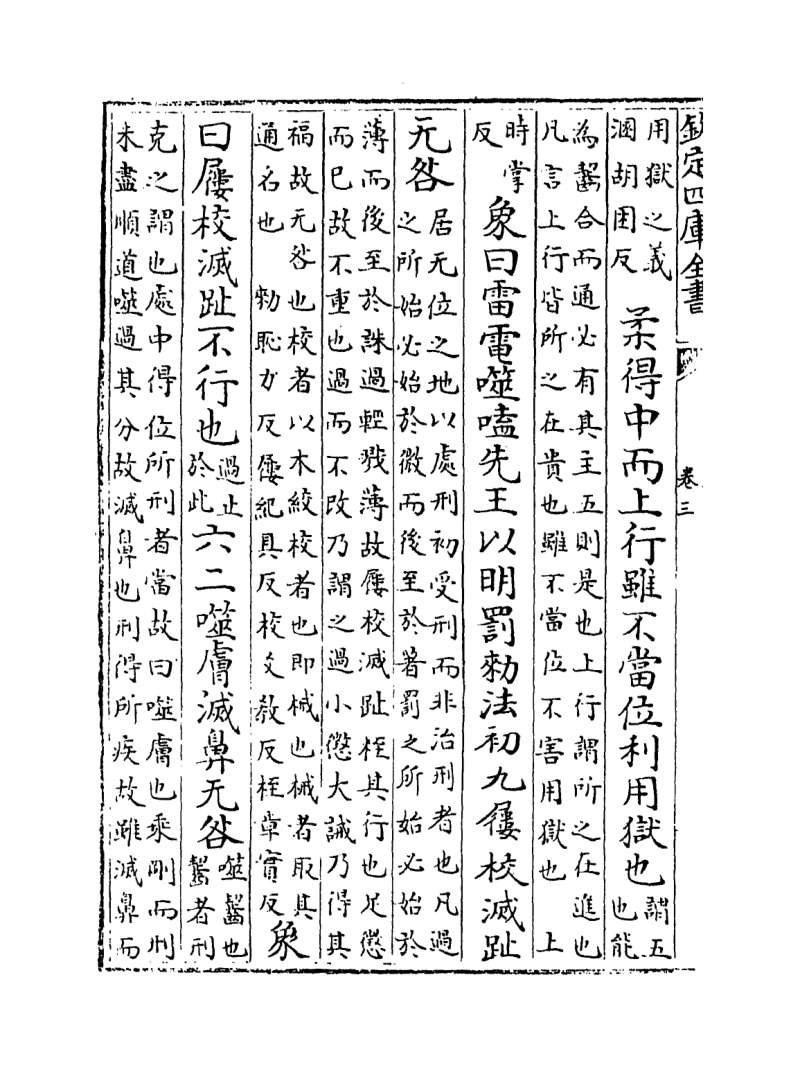 欽定四庫全書 卷三
用獄之義
溷胡困反
柔得中而上行雖不當位利用獄也
謂五
也能
為齧合而通必有其主五則是也上行謂所之在進也
凡言上行皆所之在貴也雖不當位不害用獄也 上
時掌
反
象曰雷電噬嗑先王以明罰勑法初九屨校滅趾
无咎
居无位之地以處刑初受刑而非治刑者也凡過
之所始必始於微而後至於著罰之所始必始於
薄而後至於誅過輕戮薄故屨校滅趾桎其行也足懲
而已故不重也過而不改乃謂之過小懲大誡乃得其
福故无咎也校者以木絞校者也即械也械者取其
通名也 勑恥力反屨紀具反校爻教反桎章實反
象
曰屨校滅趾不行也
過止
於此
六二噬膚滅鼻无咎
噬齧也
齧者刑
克之謂也處中得位所刑者當故曰噬膚也乘剛而刑
未盡順道噬過其分故滅鼻也刑得所疾故雖滅鼻而